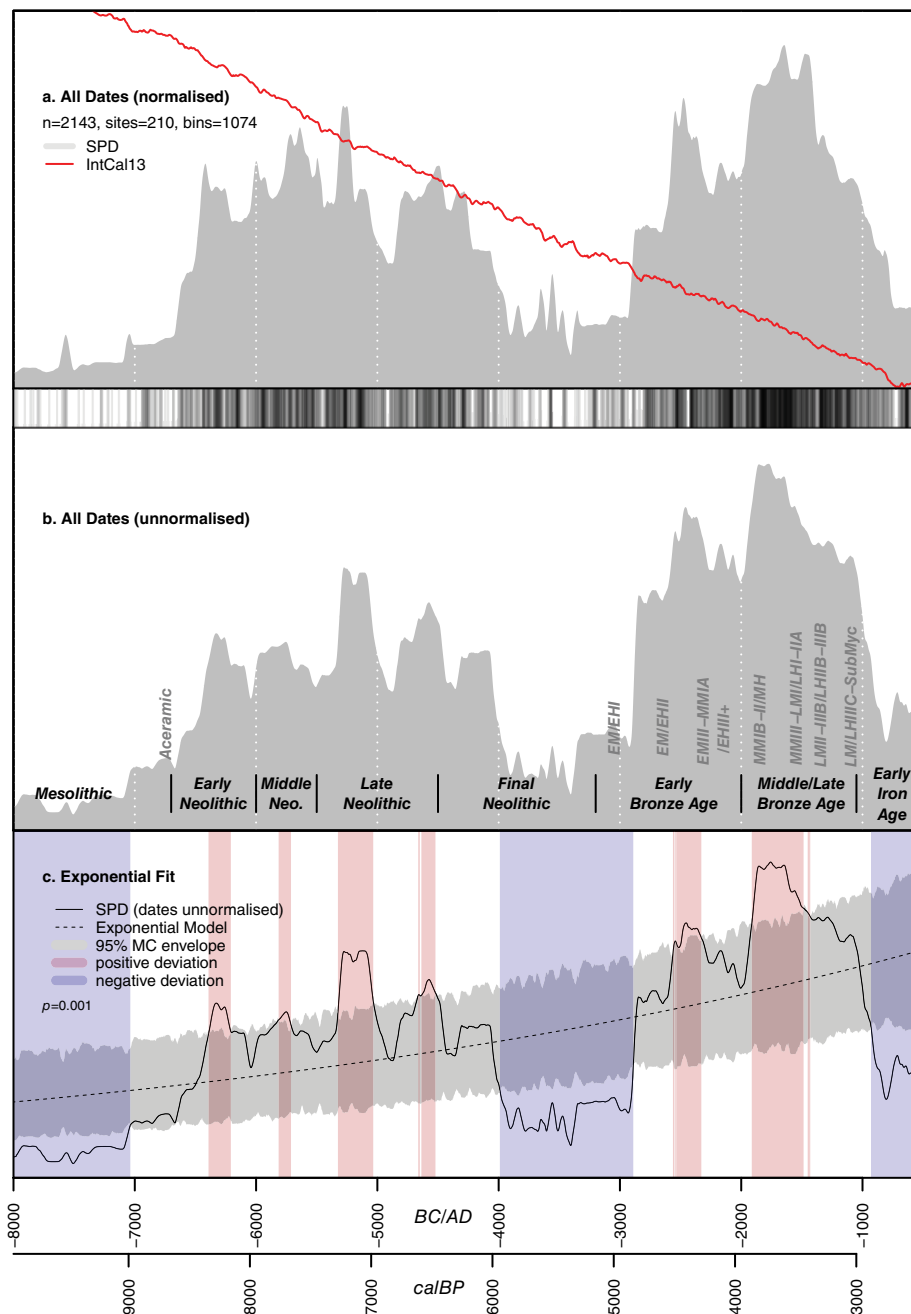 a. All Dates (normalised)
n=2143, sites=210, bins=1074
SPD
IntCal13
b. All Dates (unnormalised)
Aceramic
EM/EHI
EM/EHII
EMIII–MMIA
/EHIII+
MMIB–II/MH
MMIII–LMI/LHI–IIA
LMII–IIIB/LHIIB–IIIB
LM/LHIIIC–SubMyc
Mesolithic
Early
Neolithic
Middle
Neo.
Late
Neolithic
Final
Neolithic
Early
Bronze Age
Middle/Late
Bronze Age
Early
Iron
Age
c. Exponential Fit
SPD (dates unnormalised)
Exponential Model
95% MC envelope
positive deviation
negative deviation
p=0.001
-8000
-7000
-6000
-5000
-4000
-3000
-2000
-1000
BC/AD
9000
8000
7000
6000
5000
4000
3000
calBP